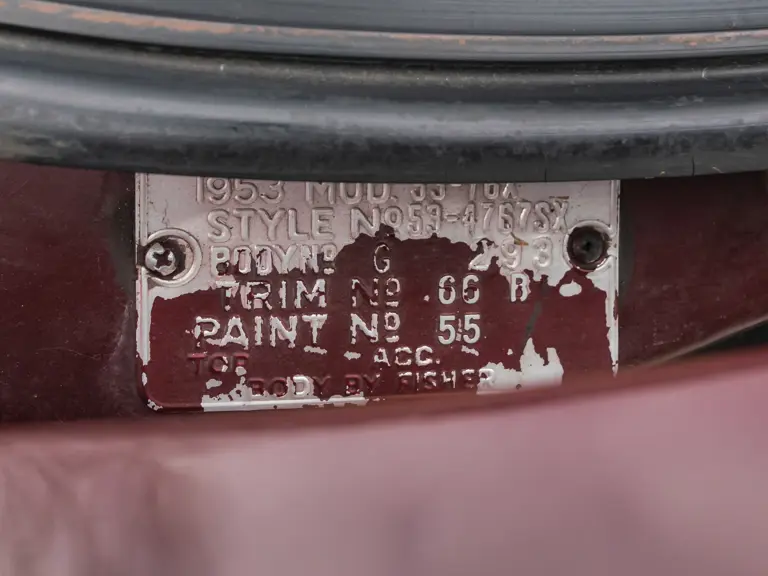 1953 MOD. 53-76X
STYLE Nº 53-4767SX
BODY Nº G 293
TRIM Nº 66 B
PAINT Nº 55
TOP ACC.
BODY BY FISHER